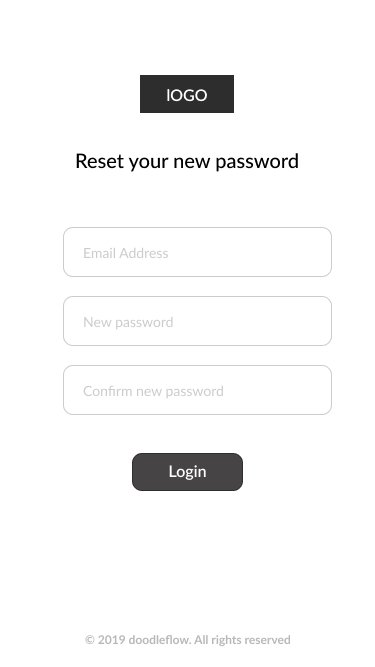 lOGO
Reset your new password
Email Address
New password
Confirm new password
Login
© 2019 doodleflow. All rights reserved